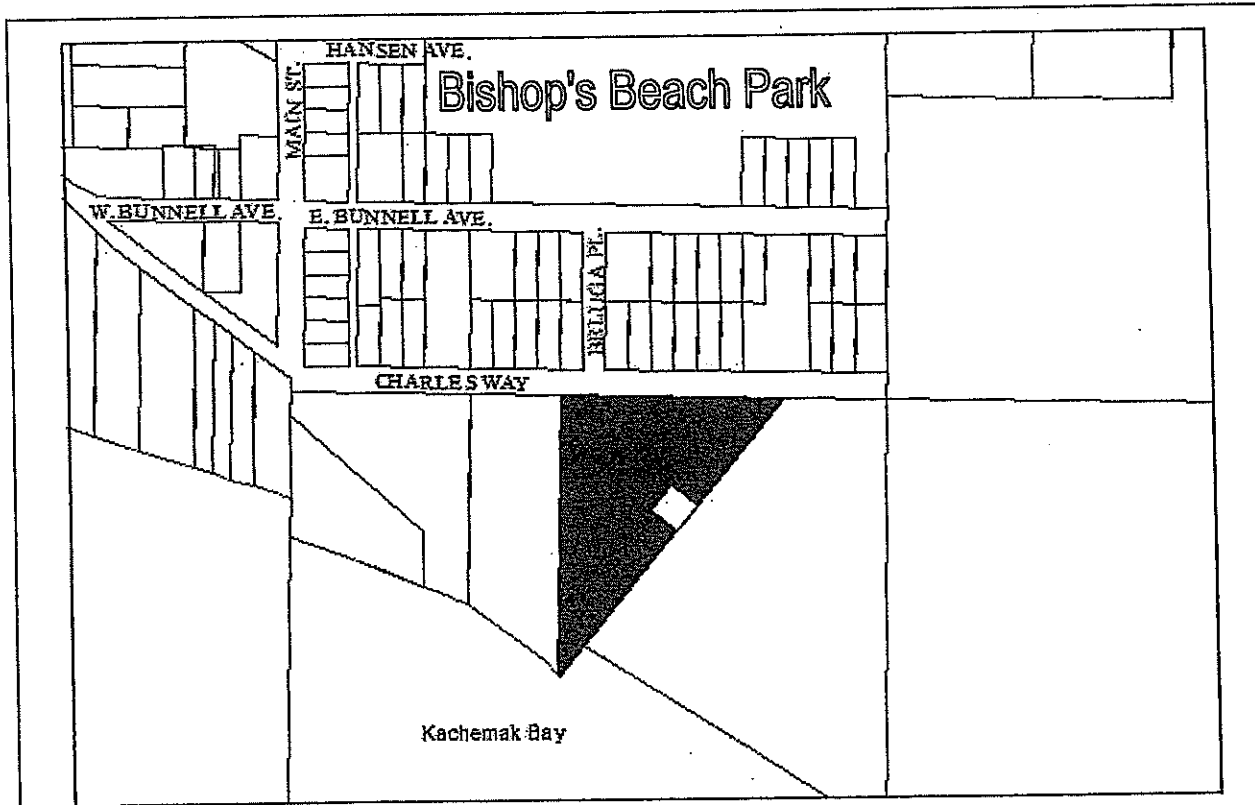 HANSEN AVE.
Bishop's Beach Park
MAIN ST.
W. BUNNELL AVE.
E. BUNNELL AVE.
BELUGA PL.
CHARLES WAY
Kachemak Bay